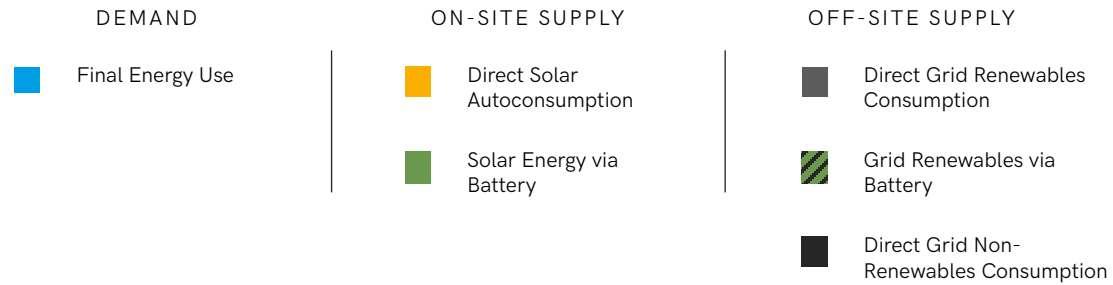 DEMAND
Final Energy Use
ON-SITE SUPPLY
Direct Solar
Autoconsumption
Solar Energy via
Battery
OFF-SITE SUPPLY
Direct Grid Renewables
Consumption
Grid Renewables via
Battery
Direct Grid Non-
Renewables Consumption